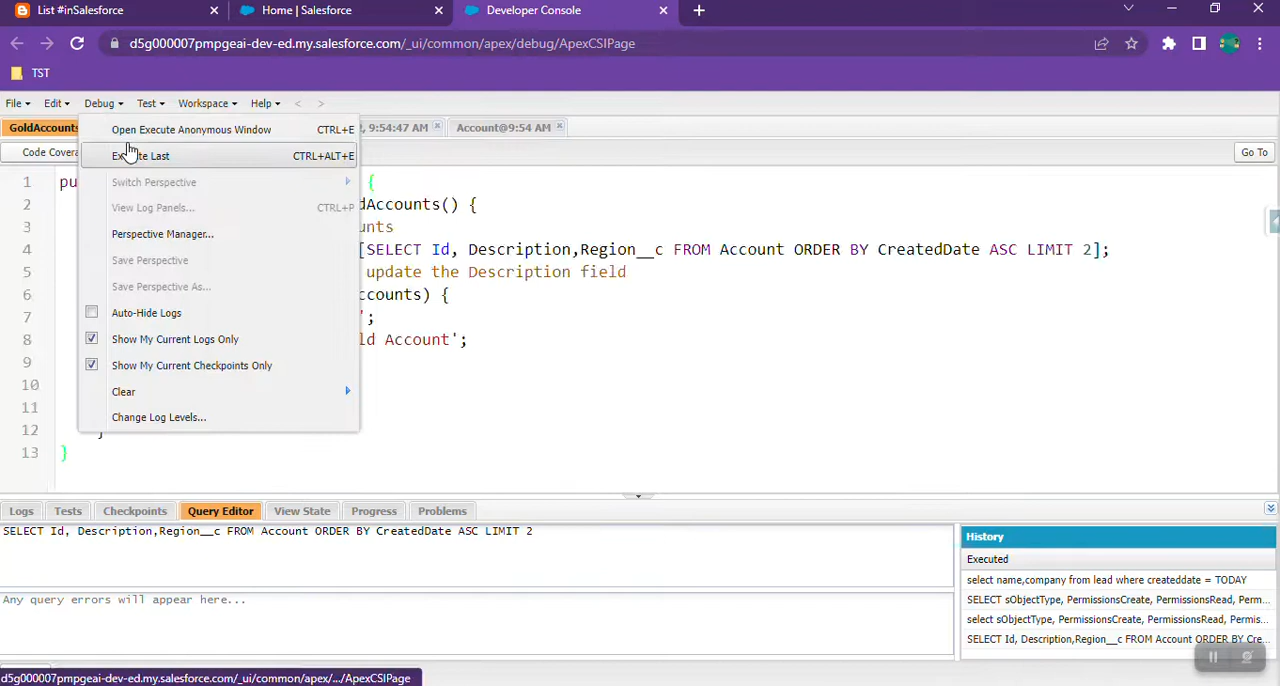 List #inSalesforce
Home | Salesforce
Developer Console
d5g000007pmpgeai-dev-ed.my.salesforce.com/_ui/common/apex/debug/ApexCSIPage
TST
File Edit Debug Test Workspace Help < >
GoldAccounts
, 9:54:47 AM
Account@9:54 AM
Code Covera
Go To
Open Execute Anonymous Window CTRL+E
Last CTRL+ALT+E
Switch Perspective
View Log Panels... CTRL+P
Perspective Manager...
Save Perspective
Save Perspective As...
Auto-Hide Logs
Show My Current Logs Only
Show My Current Checkpoints Only
Clear
Change Log Levels...
1 pu {
2 dAccounts() {
3 unts
4 [SELECT Id, Description,Region__c FROM Account ORDER BY CreatedDate ASC LIMIT 2];
5 update the Description field
6 ccounts) {
7 ';
8 ld Account';
9
10
11
12 }
13 }
Logs Tests Checkpoints Query Editor View State Progress Problems
SELECT Id, Description,Region__c FROM Account ORDER BY CreatedDate ASC LIMIT 2
Any query errors will appear here...
History
Executed
select name,company from lead where createddate = TODAY
SELECT sObjectType, PermissionsCreate, PermissionsRead, Perm...
select sObjectType, PermissionsCreate, PermissionsRead, Permis...
SELECT Id, Description,Region__c FROM Account ORDER BY Cre...
d5g000007pmpgeai-dev-ed.my.salesforce.com/_ui/common/apex/.../ApexCSIPage